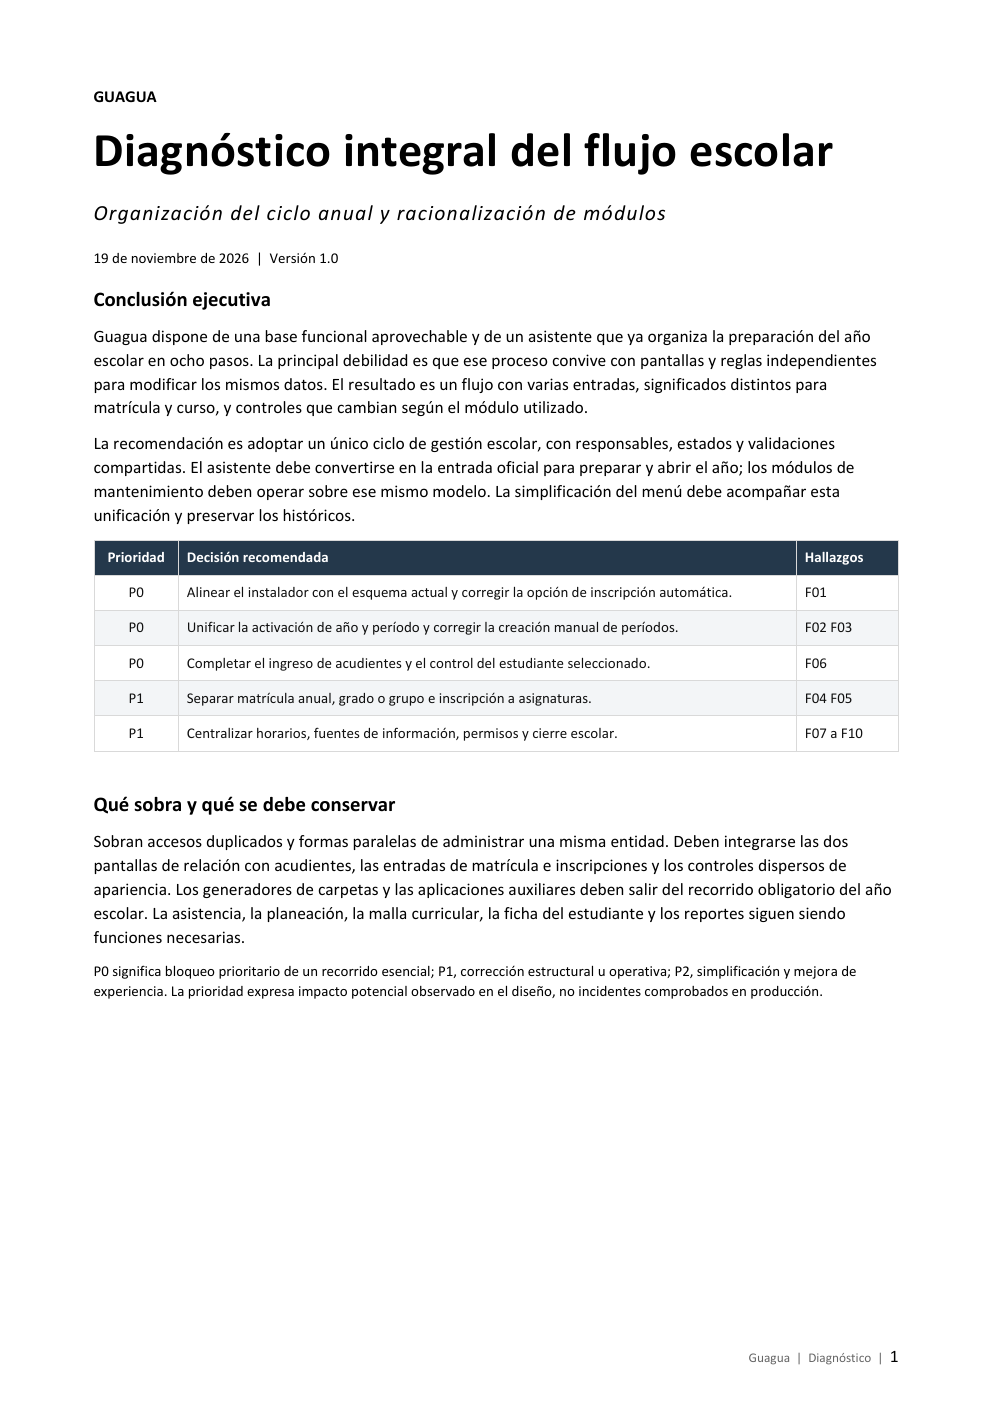 GUAGUA
Diagnóstico integral del flujo escolar
Organización del ciclo anual y racionalización de módulos
19 de noviembre de 2026 | Versión 1.0
Conclusión ejecutiva
Guagua dispone de una base funcional aprovechable y de un asistente que ya organiza la preparación del año
escolar en ocho pasos. La principal debilidad es que ese proceso convive con pantallas y reglas independientes
para modificar los mismos datos. El resultado es un flujo con varias entradas, significados distintos para
matrícula y curso, y controles que cambian según el módulo utilizado.
La recomendación es adoptar un único ciclo de gestión escolar, con responsables, estados y validaciones
compartidas. El asistente debe convertirse en la entrada oficial para preparar y abrir el año; los módulos de
mantenimiento deben operar sobre ese mismo modelo. La simplificación del menú debe acompañar esta
unificación y preservar los históricos.
Prioridad Decisión recomendada Hallazgos
P0 Alinear el instalador con el esquema actual y corregir la opción de inscripción automática. F01
P0 Unificar la activación de año y período y corregir la creación manual de períodos. F02 F03
P0 Completar el ingreso de acudientes y el control del estudiante seleccionado. F06
P1 Separar matrícula anual, grado o grupo e inscripción a asignaturas. F04 F05
P1 Centralizar horarios, fuentes de información, permisos y cierre escolar. F07 a F10
Qué sobra y qué se debe conservar
Sobran accesos duplicados y formas paralelas de administrar una misma entidad. Deben integrarse las dos
pantallas de relación con acudientes, las entradas de matrícula e inscripciones y los controles dispersos de
apariencia. Los generadores de carpetas y las aplicaciones auxiliares deben salir del recorrido obligatorio del año
escolar. La asistencia, la planeación, la malla curricular, la ficha del estudiante y los reportes siguen siendo
funciones necesarias.
P0 significa bloqueo prioritario de un recorrido esencial; P1, corrección estructural u operativa; P2, simplificación y mejora de
experiencia. La prioridad expresa impacto potencial observado en el diseño, no incidentes comprobados en producción.
Guagua | Diagnóstico | 1